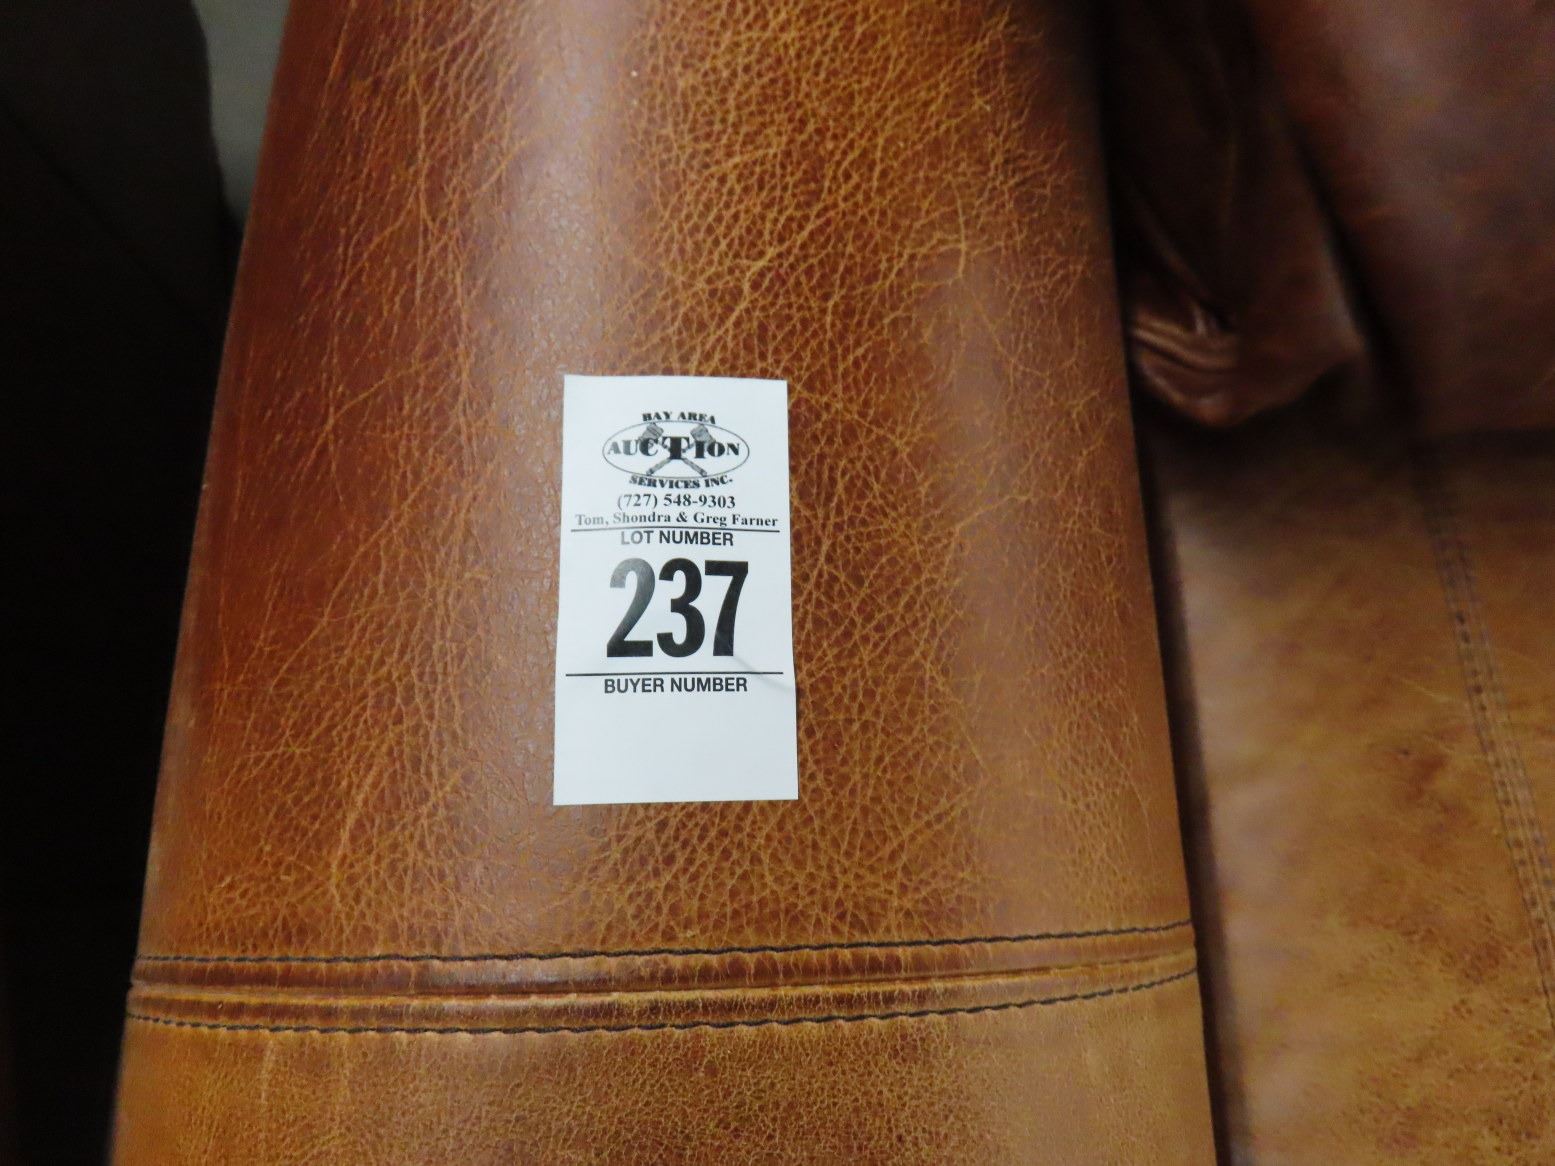 BAY AREA
AUCTION
SERVICES INC.
(727) 548-9303
Tom, Shondra & Greg Farner
LOT NUMBER
237
BUYER NUMBER